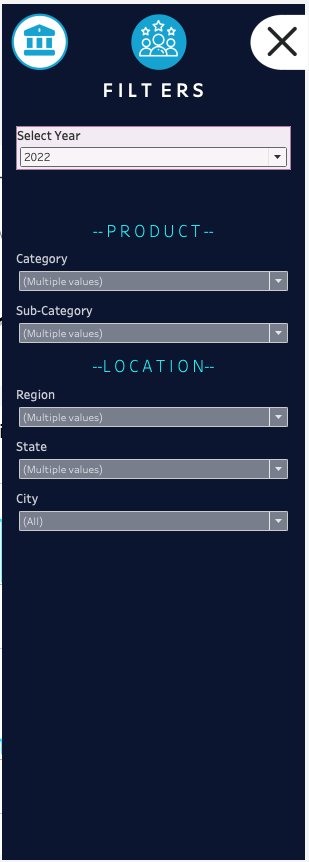 FILTERS
Select Year
2022
--PRODUCT--
Category
(Multiple values)
Sub-Category
(Multiple values)
--LOCATION--
Region
(Multiple values)
State
(Multiple values)
City
(All)